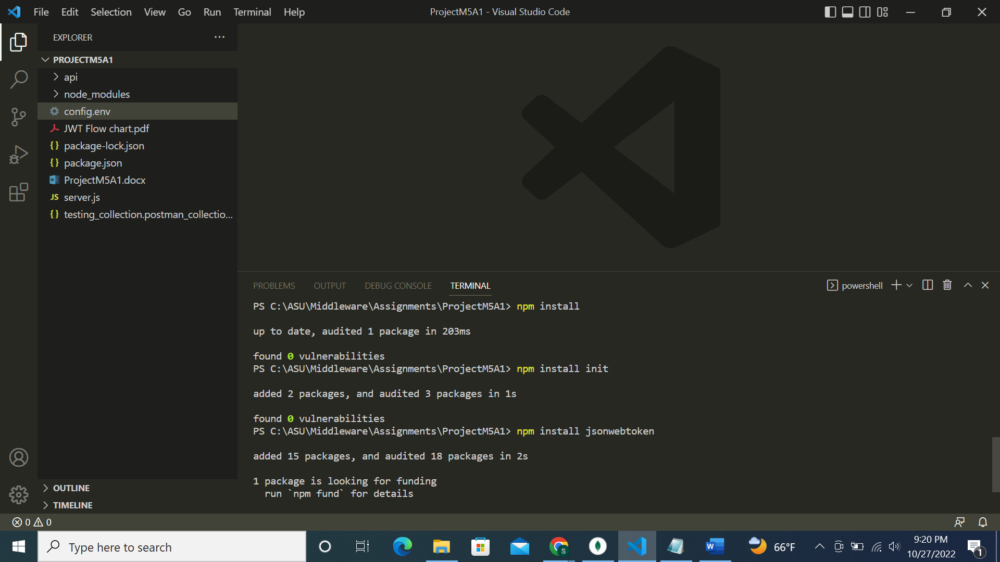 File Edit Selection View Go Run Terminal Help
ProjectM5A1 - Visual Studio Code
EXPLORER
PROJECTM5A1
api
node_modules
config.env
JWT Flow chart.pdf
{} package-lock.json
{} package.json
ProjectM5A1.docx
JS server.js
{} testing_collection.postman_collectio...
OUTLINE
TIMELINE
PROBLEMS OUTPUT DEBUG CONSOLE TERMINAL
powershell
PS C:\ASU\Middleware\Assignments\ProjectM5A1> npm install
up to date, audited 1 package in 203ms
found 0 vulnerabilities
PS C:\ASU\Middleware\Assignments\ProjectM5A1> npm install init
added 2 packages, and audited 3 packages in 1s
found 0 vulnerabilities
PS C:\ASU\Middleware\Assignments\ProjectM5A1> npm install jsonwebtoken
added 15 packages, and audited 18 packages in 2s
1 package is looking for funding
run `npm fund` for details
0 0
Type here to search
S
W
66°F
9:20 PM
10/27/2022
1